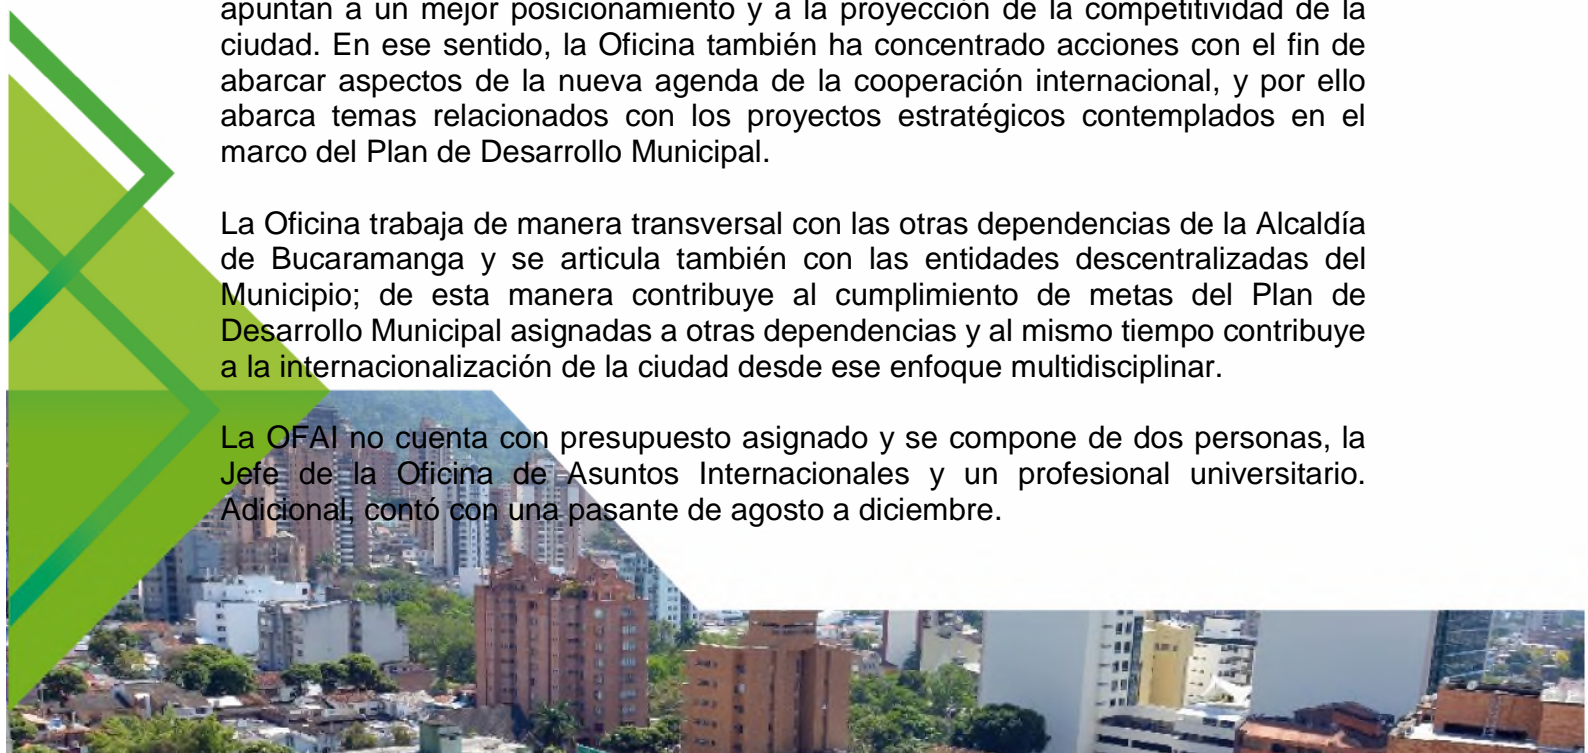 apuntan a un mejor posicionamiento y a la proyección de la competitividad de la
ciudad. En ese sentido, la Oficina también ha concentrado acciones con el fin de
abarcar aspectos de la nueva agenda de la cooperación internacional, y por ello
abarca temas relacionados con los proyectos estratégicos contemplados en el
marco del Plan de Desarrollo Municipal.
La Oficina trabaja de manera transversal con las otras dependencias de la Alcaldía
de Bucaramanga y se articula también con las entidades descentralizadas del
Municipio; de esta manera contribuye al cumplimiento de metas del Plan de
Desarrollo Municipal asignadas a otras dependencias y al mismo tiempo contribuye
a la internacionalización de la ciudad desde ese enfoque multidisciplinar.
La OFAI no cuenta con presupuesto asignado y se compone de dos personas, la
Jefe de la Oficina de Asuntos Internacionales y un profesional universitario.
Adicional, contó con una pasante de agosto a diciembre.